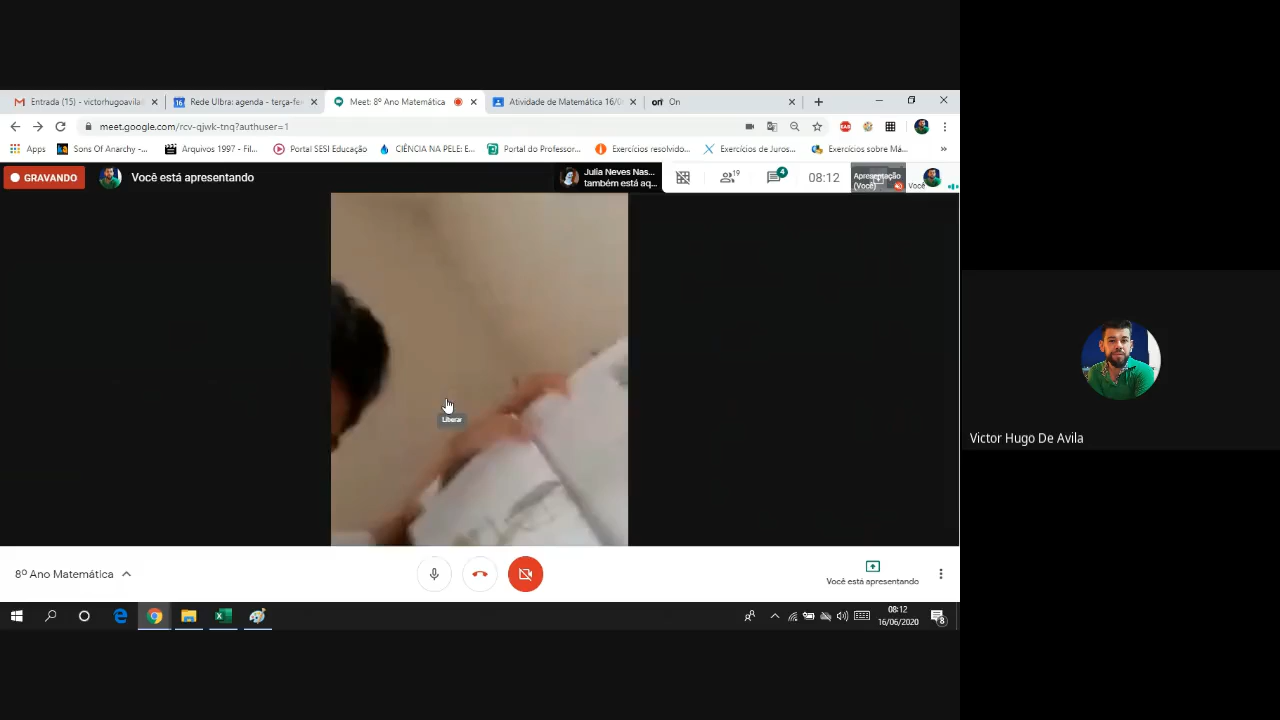 Entrada (15) - victorhugoavila
Rede Ulbra: agenda - terça-fe
Meet: 8º Ano Matemática
Atividade de Matemática 16/0
On
meet.google.com/rcv-qjwk-tnq?authuser=1
Apps
Sons Of Anarchy -...
Arquivos 1997 - Fil...
Portal SESI Educação
CIÊNCIA NA PELE: E...
Portal do Professor...
Exercícios resolvido...
Exercícios de Juros...
Exercícios sobre Má...
»
GRAVANDO
Você está apresentando
Julia Neves Nas...
também está aq...
19
4
08:12
Apresentação
(Você)
Você
Liberar
Victor Hugo De Avila
8º Ano Matemática
Você está apresentando
08:12
16/06/2020
8